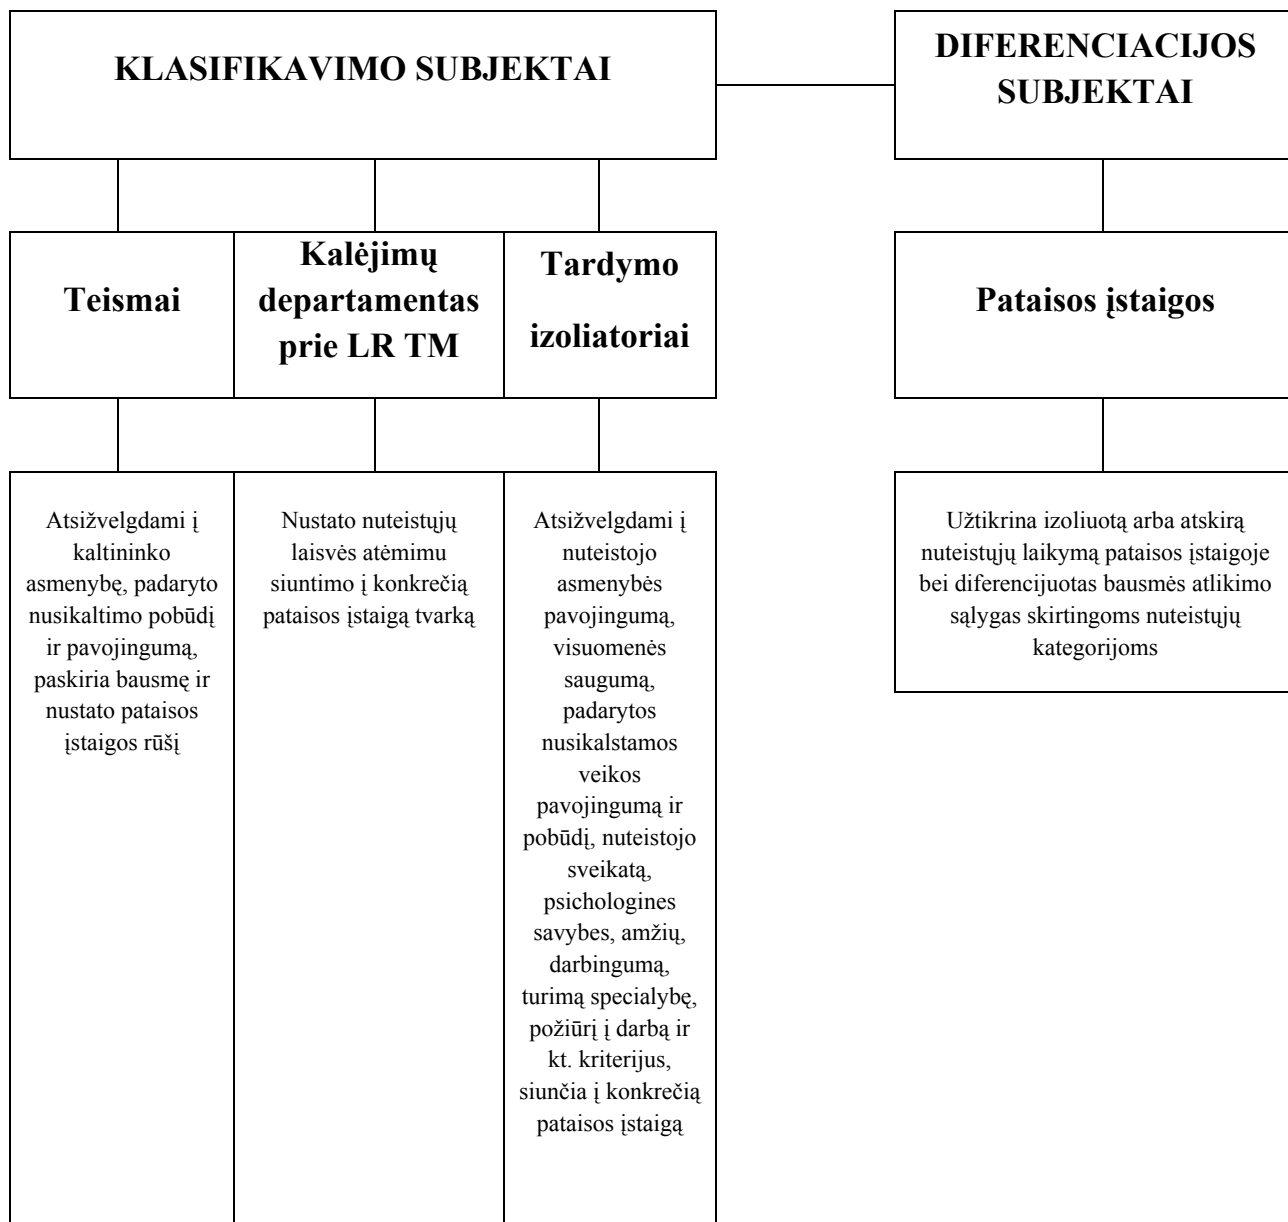 KLASIFIKAVIMO SUBJEKTAI
DIFERENCIACIJOS
SUBJEKTAI
Teismai
Kalėjimų
departamentas
prie LR TM
Tardymo
izoliatoriai
Pataisos įstaigos
Atsižvelgdami į
kaltininko
asmenybę, padaryto
nusikaltimo pobūdį
ir pavojingumą,
paskiria bausmę ir
nustato pataisos
įstaigos rūšį
Nustato nuteistųjų
laisvės atėmimu
siuntimo į konkrečią
pataisos įstaigą tvarką
Atsižvelgdami į
nuteistojo
asmenybės
pavojingumą,
visuomenės
saugumą,
padarytos
nusikalstamos
veikos
pavojingumą ir
pobūdį, nuteistojo
sveikatą,
psichologines
savybes, amžių,
darbingumą,
turimą specialybę,
požiūrį į darbą ir
kt. kriterijus,
siunčia į konkrečią
pataisos įstaigą
Užtikrina izoliuotą arba atskirą
nuteistųjų laikymą pataisos įstaigoje
bei diferencijuotas bausmės atlikimo
sąlygas skirtingoms nuteistųjų
kategorijoms